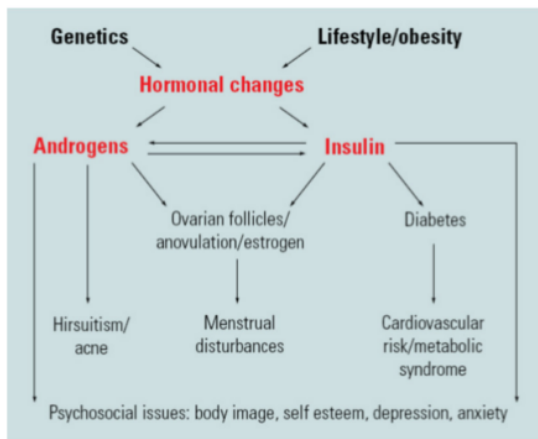 Genetics
Lifestyle/obesity
Hormonal changes
Androgens
Insulin
Ovarian follicles/
anovulation/estrogen
Diabetes
Hirsuitism/
acne
Menstrual
disturbances
Cardiovascular
risk/metabolic
syndrome
Psychosocial issues: body image, self esteem, depression, anxiety